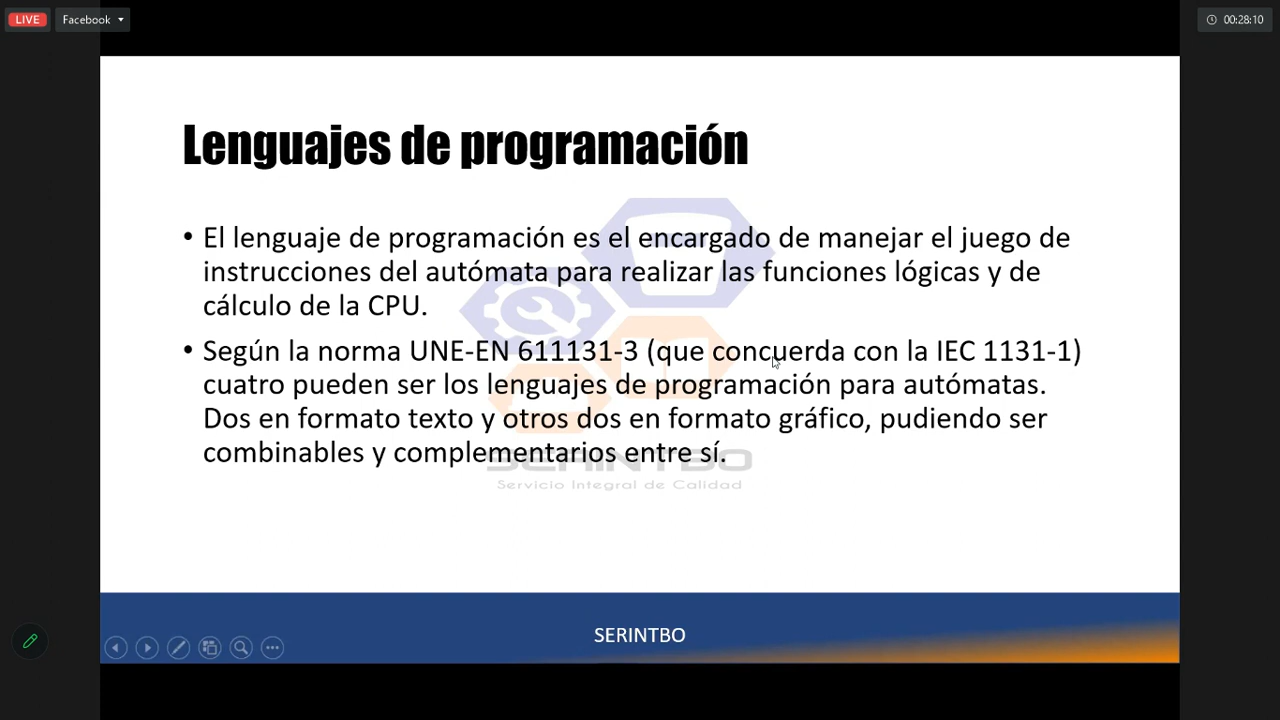 LIVE
Facebook
00:28:10
Lenguajes de programación
• El lenguaje de programación es el encargado de manejar el juego de
instrucciones del autómata para realizar las funciones lógicas y de
cálculo de la CPU.
• Según la norma UNE-EN 611131-3 (que concuerda con la IEC 1131-1)
cuatro pueden ser los lenguajes de programación para autómatas.
Dos en formato texto y otros dos en formato gráfico, pudiendo ser
combinables y complementarios entre sí.
SERINTBO
Servicio Integral de Calidad
SERINTBO